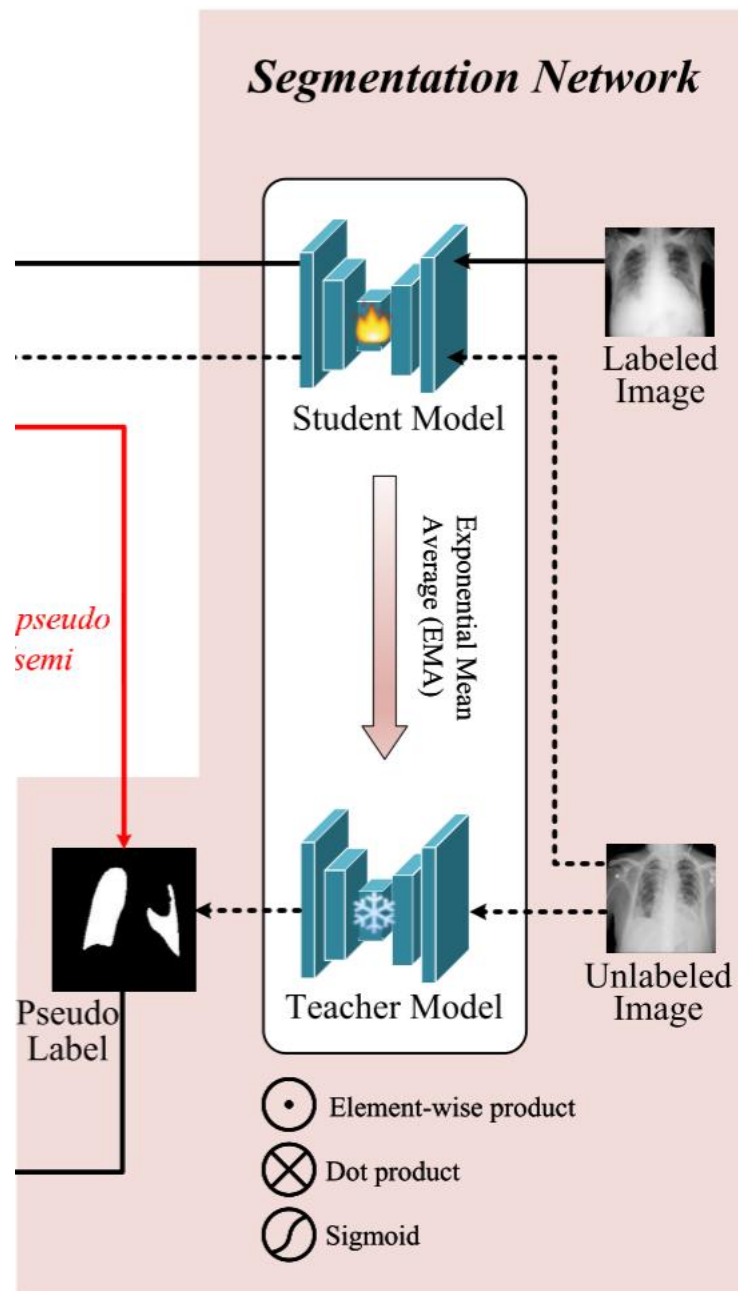 Segmentation Network
Labeled
Image
Student Model
Exponential Mean
Average (EMA)
pseudo
semi
Teacher Model
Pseudo
Label
Unlabeled
Image
Element-wise product
Dot product
Sigmoid